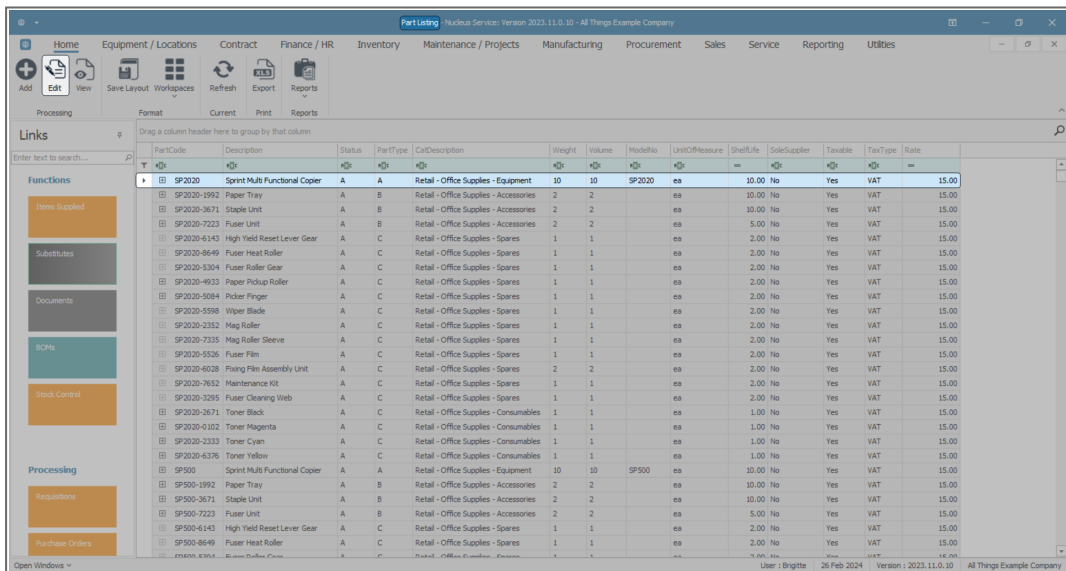 Part Listing - Nucleus Service: Version 2023.11.0.10 - All Things Example Company
Home Equipment / Locations Contract Finance / HR Inventory Maintenance / Projects Manufacturing Procurement Sales Service Reporting Utilities
Add Edit View Save Layout Workspaces Refresh Export Reports
Processing Format Current Print Reports
Links
Drag a column header here to group by that column
Enter text to search...
PartCode Description Status PartType CatDescription Weight Volume ModelNo UnitOfMeasure ShelfLife SoleSupplier Taxable TaxType Rate
Functions
Items Supplied
Substitutes
Documents
BOMs
Stock Control
Processing
Requisitions
Purchase Orders
SP2020 Sprint Multi Functional Copier A A Retail - Office Supplies - Equipment 10 10 SP2020 ea 10.00 No Yes VAT 15.00
SP2020-1992 Paper Tray A B Retail - Office Supplies - Accessories 2 2 ea 10.00 No Yes VAT 15.00
SP2020-3671 Staple Unit A B Retail - Office Supplies - Accessories 2 2 ea 10.00 No Yes VAT 15.00
SP2020-7223 Fuser Unit A B Retail - Office Supplies - Accessories 2 2 ea 5.00 No Yes VAT 15.00
SP2020-6143 High Yield Reset Lever Gear A C Retail - Office Supplies - Spares 1 1 ea 2.00 No Yes VAT 15.00
SP2020-8649 Fuser Heat Roller A C Retail - Office Supplies - Spares 1 1 ea 2.00 No Yes VAT 15.00
SP2020-5304 Fuser Roller Gear A C Retail - Office Supplies - Spares 1 1 ea 2.00 No Yes VAT 15.00
SP2020-4933 Paper Pickup Roller A C Retail - Office Supplies - Spares 1 1 ea 2.00 No Yes VAT 15.00
SP2020-5084 Picker Finger A C Retail - Office Supplies - Spares 1 1 ea 2.00 No Yes VAT 15.00
SP2020-5598 Wiper Blade A C Retail - Office Supplies - Spares 1 1 ea 2.00 No Yes VAT 15.00
SP2020-2352 Mag Roller A C Retail - Office Supplies - Spares 1 1 ea 2.00 No Yes VAT 15.00
SP2020-7335 Mag Roller Sleeve A C Retail - Office Supplies - Spares 1 1 ea 2.00 No Yes VAT 15.00
SP2020-5526 Fuser Film A C Retail - Office Supplies - Spares 1 1 ea 2.00 No Yes VAT 15.00
SP2020-6028 Fixing Film Assembly Unit A C Retail - Office Supplies - Spares 2 2 ea 2.00 No Yes VAT 15.00
SP2020-7652 Maintenance Kit A C Retail - Office Supplies - Spares 1 1 ea 2.00 No Yes VAT 15.00
SP2020-3295 Fuser Cleaning Web A C Retail - Office Supplies - Spares 1 1 ea 2.00 No Yes VAT 15.00
SP2020-2671 Toner Black A C Retail - Office Supplies - Consumables 1 1 ea 1.00 No Yes VAT 15.00
SP2020-0102 Toner Magenta A C Retail - Office Supplies - Consumables 1 1 ea 1.00 No Yes VAT 15.00
SP2020-2333 Toner Cyan A C Retail - Office Supplies - Consumables 1 1 ea 1.00 No Yes VAT 15.00
SP2020-6376 Toner Yellow A C Retail - Office Supplies - Consumables 1 1 ea 1.00 No Yes VAT 15.00
SP500 Sprint Multi Functional Copier A A Retail - Office Supplies - Equipment 10 10 SP500 ea 10.00 No Yes VAT 15.00
SP500-1992 Paper Tray A B Retail - Office Supplies - Accessories 2 2 ea 10.00 No Yes VAT 15.00
SP500-3671 Staple Unit A B Retail - Office Supplies - Accessories 2 2 ea 10.00 No Yes VAT 15.00
SP500-7223 Fuser Unit A B Retail - Office Supplies - Accessories 2 2 ea 5.00 No Yes VAT 15.00
SP500-6143 High Yield Reset Lever Gear A C Retail - Office Supplies - Spares 1 1 ea 2.00 No Yes VAT 15.00
SP500-8649 Fuser Heat Roller A C Retail - Office Supplies - Spares 1 1 ea 2.00 No Yes VAT 15.00
Open Windows User : Brigitte 26 Feb 2024 Version : 2023.11.0.10 All Things Example Company